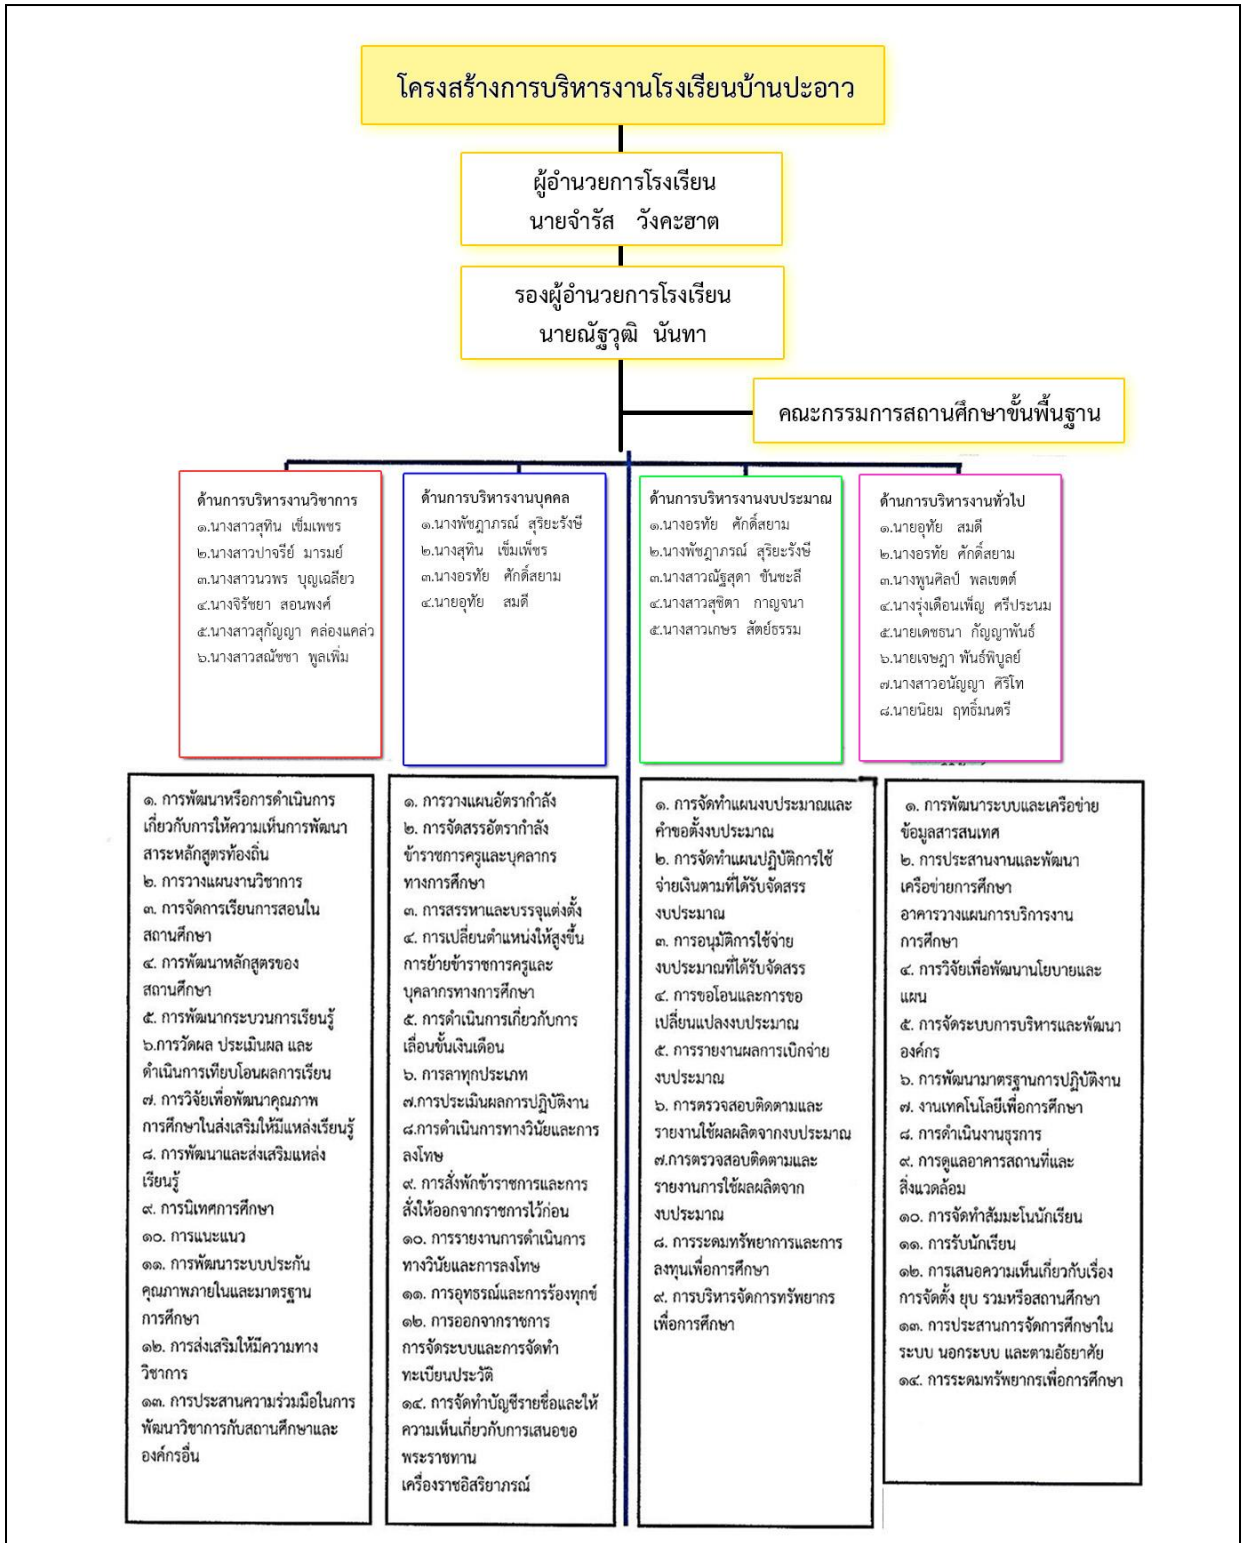 โครงสร้างการบริหารงานโรงเรียนบ้านปะอาว
ผู้อำนวยการโรงเรียน
นายจำรัส วังคะฮาต
รองผู้อำนวยการโรงเรียน
นายณัฐวุฒิ นันทา
คณะกรรมการสถานศึกษาขั้นพื้นฐาน
ด้านการบริหารงานวิชาการ
๑.นางสาวสุทิน เข็มเพชร
๒.นางสาวปาจรีย์ มารมย์
๓.นางสาวนวพร บุญเฉลียว
๔.นางจิรัชยา สอนพงศ์
๕.นางสาวสุกัญญา คล่องแคล่ว
๖.นางสาวสณัชชา พูลเพิ่ม
ด้านการบริหารงานบุคคล
๑.นางพัชฎาภรณ์ สุริยะรังษี
๒.นางสุทิน เข็มเพ็ชร
๓.นางอรทัย ศักดิ์สยาม
๔.นายอุทัย สมดี
ด้านการบริหารงานงบประมาณ
๑.นางอรทัย ศักดิ์สยาม
๒.นางพัชฎาภรณ์ สุริยะรังษี
๓.นางสาวณัฐสุดา ขันชะลี
๔.นางสาวสุชิตา กาญจนา
๕.นางสาวเกษร สัตย์ธรรม
ด้านการบริหารงานทั่วไป
๑.นายอุทัย สมดี
๒.นางอรทัย ศักดิ์สยาม
๓.นางพูนศิลป์ พลเขตต์
๔.นางรุ่งเดือนเพ็ญ ศรีประนม
๕.นายเดชธนา กัญญาพันธ์
๖.นายเจษฎา พันธ์พิบูลย์
๗.นางสาวอนัญญา ศิริโท
๘.นายนิยม ฤทธิ์มนตรี
๑. การพัฒนาหรือการดำเนินการ
เกี่ยวกับการให้ความเห็นการพัฒนา
สาระหลักสูตรท้องถิ่น
๒. การวางแผนงานวิชาการ
๓. การจัดการเรียนการสอนใน
สถานศึกษา
๔. การพัฒนาหลักสูตรของ
สถานศึกษา
๕. การพัฒนากระบวนการเรียนรู้
๖.การวัดผล ประเมินผล และ
ดำเนินการเทียบโอนผลการเรียน
๗. การวิจัยเพื่อพัฒนาคุณภาพ
การศึกษาในส่งเสริมให้มีแหล่งเรียนรู้
๘. การพัฒนาและส่งเสริมแหล่ง
เรียนรู้
๙. การนิเทศการศึกษา
๑๐. การแนะแนว
๑๑. การพัฒนาระบบประกัน
คุณภาพภายในและมาตรฐาน
การศึกษา
๑๒. การส่งเสริมให้มีความทาง
วิชาการ
๑๓. การประสานความร่วมมือในการ
พัฒนาวิชาการกับสถานศึกษาและ
องค์กรอื่น
๑. การวางแผนอัตรากำลัง
๒. การจัดสรรอัตรากำลัง
ข้าราชการครูและบุคลากร
ทางการศึกษา
๓. การสรรหาและบรรจุแต่งตั้ง
๔. การเปลี่ยนตำแหน่งให้สูงขึ้น
การย้ายข้าราชการครูและ
บุคลากรทางการศึกษา
๕. การดำเนินการเกี่ยวกับการ
เลื่อนขั้นเงินเดือน
๖. การลาทุกประเภท
๗.การประเมินผลการปฏิบัติงาน
๘.การดำเนินการทางวินัยและการ
ลงโทษ
๙. การสั่งพักข้าราชการและการ
สั่งให้ออกจากราชการไว้ก่อน
๑๐. การรายงานการดำเนินการ
ทางวินัยและการลงโทษ
๑๑. การอุทธรณ์และการร้องทุกข์
๑๒. การออกจากราชการ
การจัดระบบและการจัดทำ
ทะเบียนประวัติ
๑๔. การจัดทำบัญชีรายชื่อและให้
ความเห็นเกี่ยวกับการเสนอขอ
พระราชทาน
เครื่องราชอิสริยาภรณ์
๑. การจัดทำแผนงบประมาณและ
คำขอตั้งงบประมาณ
๒. การจัดทำแผนปฏิบัติการใช้
จ่ายเงินตามที่ได้รับจัดสรร
งบประมาณ
๓. การอนุมัติการใช้จ่าย
งบประมาณที่ได้รับจัดสรร
๔. การขอโอนและการขอ
เปลี่ยนแปลงงบประมาณ
๕. การรายงานผลการเบิกจ่าย
งบประมาณ
๖. การตรวจสอบติดตามและ
รายงานใช้ผลผลิตจากงบประมาณ
๗.การตรวจสอบติดตามและ
รายงานการใช้ผลผลิตจาก
งบประมาณ
๘. การระดมทรัพยาการและการ
ลงทุนเพื่อการศึกษา
๙. การบริหารจัดการทรัพยากร
เพื่อการศึกษา
๑. การพัฒนาระบบและเครือข่าย
ข้อมูลสารสนเทศ
๒. การประสานงานและพัฒนา
เครือข่ายการศึกษา
อาคารวางแผนการบริการงาน
การศึกษา
๔. การวิจัยเพื่อพัฒนานโยบายและ
แผน
๕. การจัดระบบการบริหารและพัฒนา
องค์กร
๖. การพัฒนามาตรฐานการปฏิบัติงาน
๗. งานเทคโนโลยีเพื่อการศึกษา
๘. การดำเนินงานธุรการ
๙. การดูแลอาคารสถานที่และ
สิ่งแวดล้อม
๑๐. การจัดทำสัมมะโนนักเรียน
๑๑. การรับนักเรียน
๑๒. การเสนอความเห็นเกี่ยวกับเรื่อง
การจัดตั้ง ยุบ รวมหรือสถานศึกษา
๑๓. การประสานการจัดการศึกษาใน
ระบบ นอกระบบ และตามอัธยาศัย
๑๔. การระดมทรัพยากรเพื่อการศึกษา